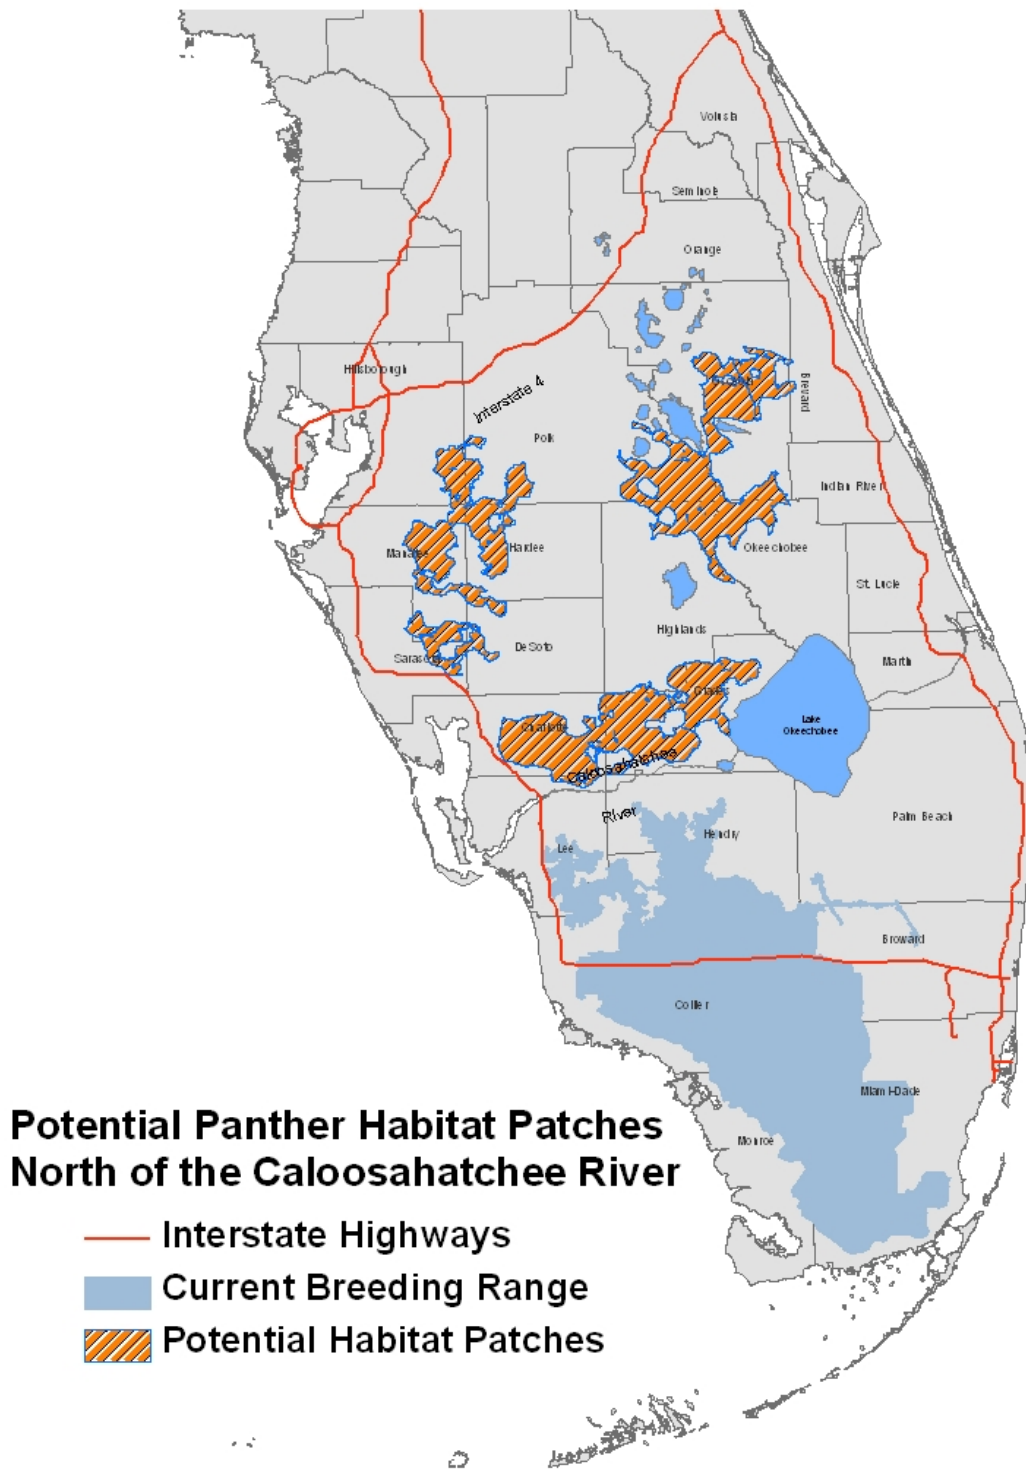 Volusia
Seminole
Orange
Hillsborough
Osceola
Brevard
Interstate 4
Polk
Indian River
Manatee
Hardee
Okeechobee
St. Lucie
Highlands
DeSoto
Sarasota
Martin
Glades
Charlotte
Lake
Okeechobee
Caloosahatchee
River
Palm Beach
Hendry
Lee
Broward
Collier
Miami-Dade
Monroe
Potential Panther Habitat Patches
North of the Caloosahatchee River
Interstate Highways
Current Breeding Range
Potential Habitat Patches